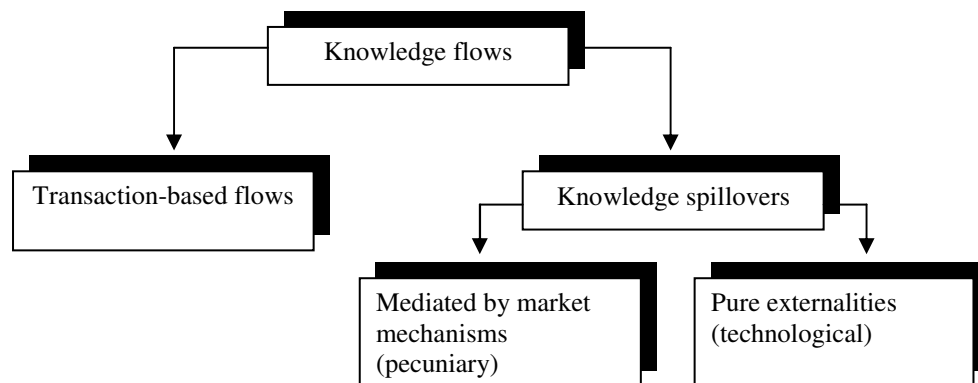 Knowledge flows
Transaction-based flows
Knowledge spillovers
Mediated by market
mechanisms
(pecuniary)
Pure externalities
(technological)